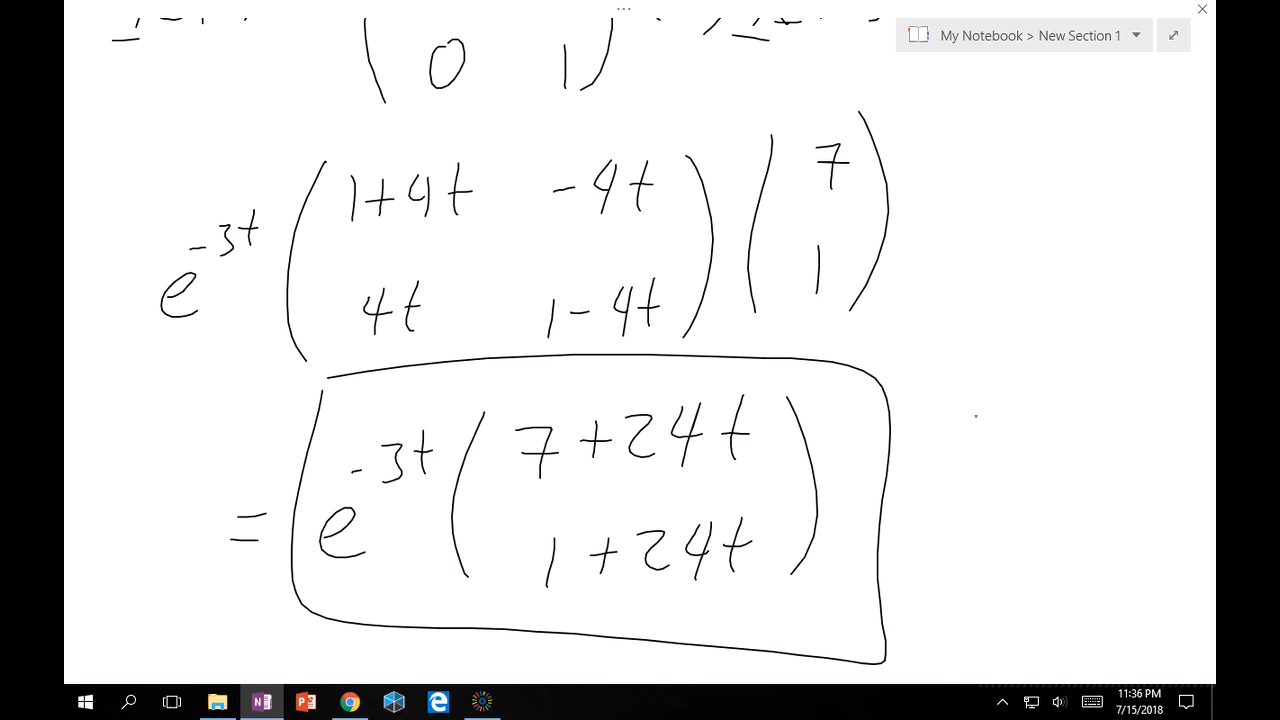 My Notebook > New Section 1
0 1
e^{-3t} ( 1+4t -4t ) ( 7 )
( 4t 1-4t ) ( 1 )
= e^{-3t} ( 7+24t )
( 1+24t )
11:36 PM
7/15/2018